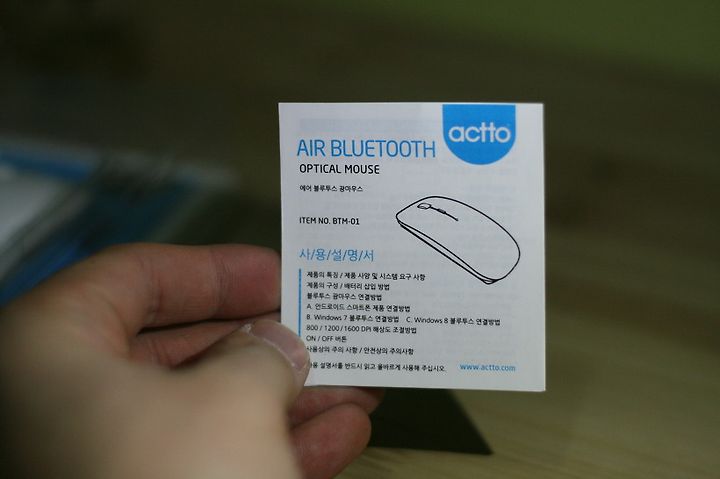 actto
AIR BLUETOOTH
OPTICAL MOUSE
에어 블루투스 광마우스
ITEM NO. BTM-01
사/용/설/명/서
제품의 특징 / 제품 사양 및 시스템 요구 사항
제품의 구성 / 배터리 삽입 방법
블루투스 광마우스 연결방법
A. 안드로이드 스마트폰 제품 연결방법
B. Windows 7 블루투스 연결방법 C. Windows 8 블루투스 연결방법
800 / 1200 / 1600 DPI 해상도 조절방법
ON / OFF 버튼
사용상의 주의 사항 / 안전상의 주의사항
용 설명서를 반드시 읽고 올바르게 사용해 주십시오.
www.actto.com